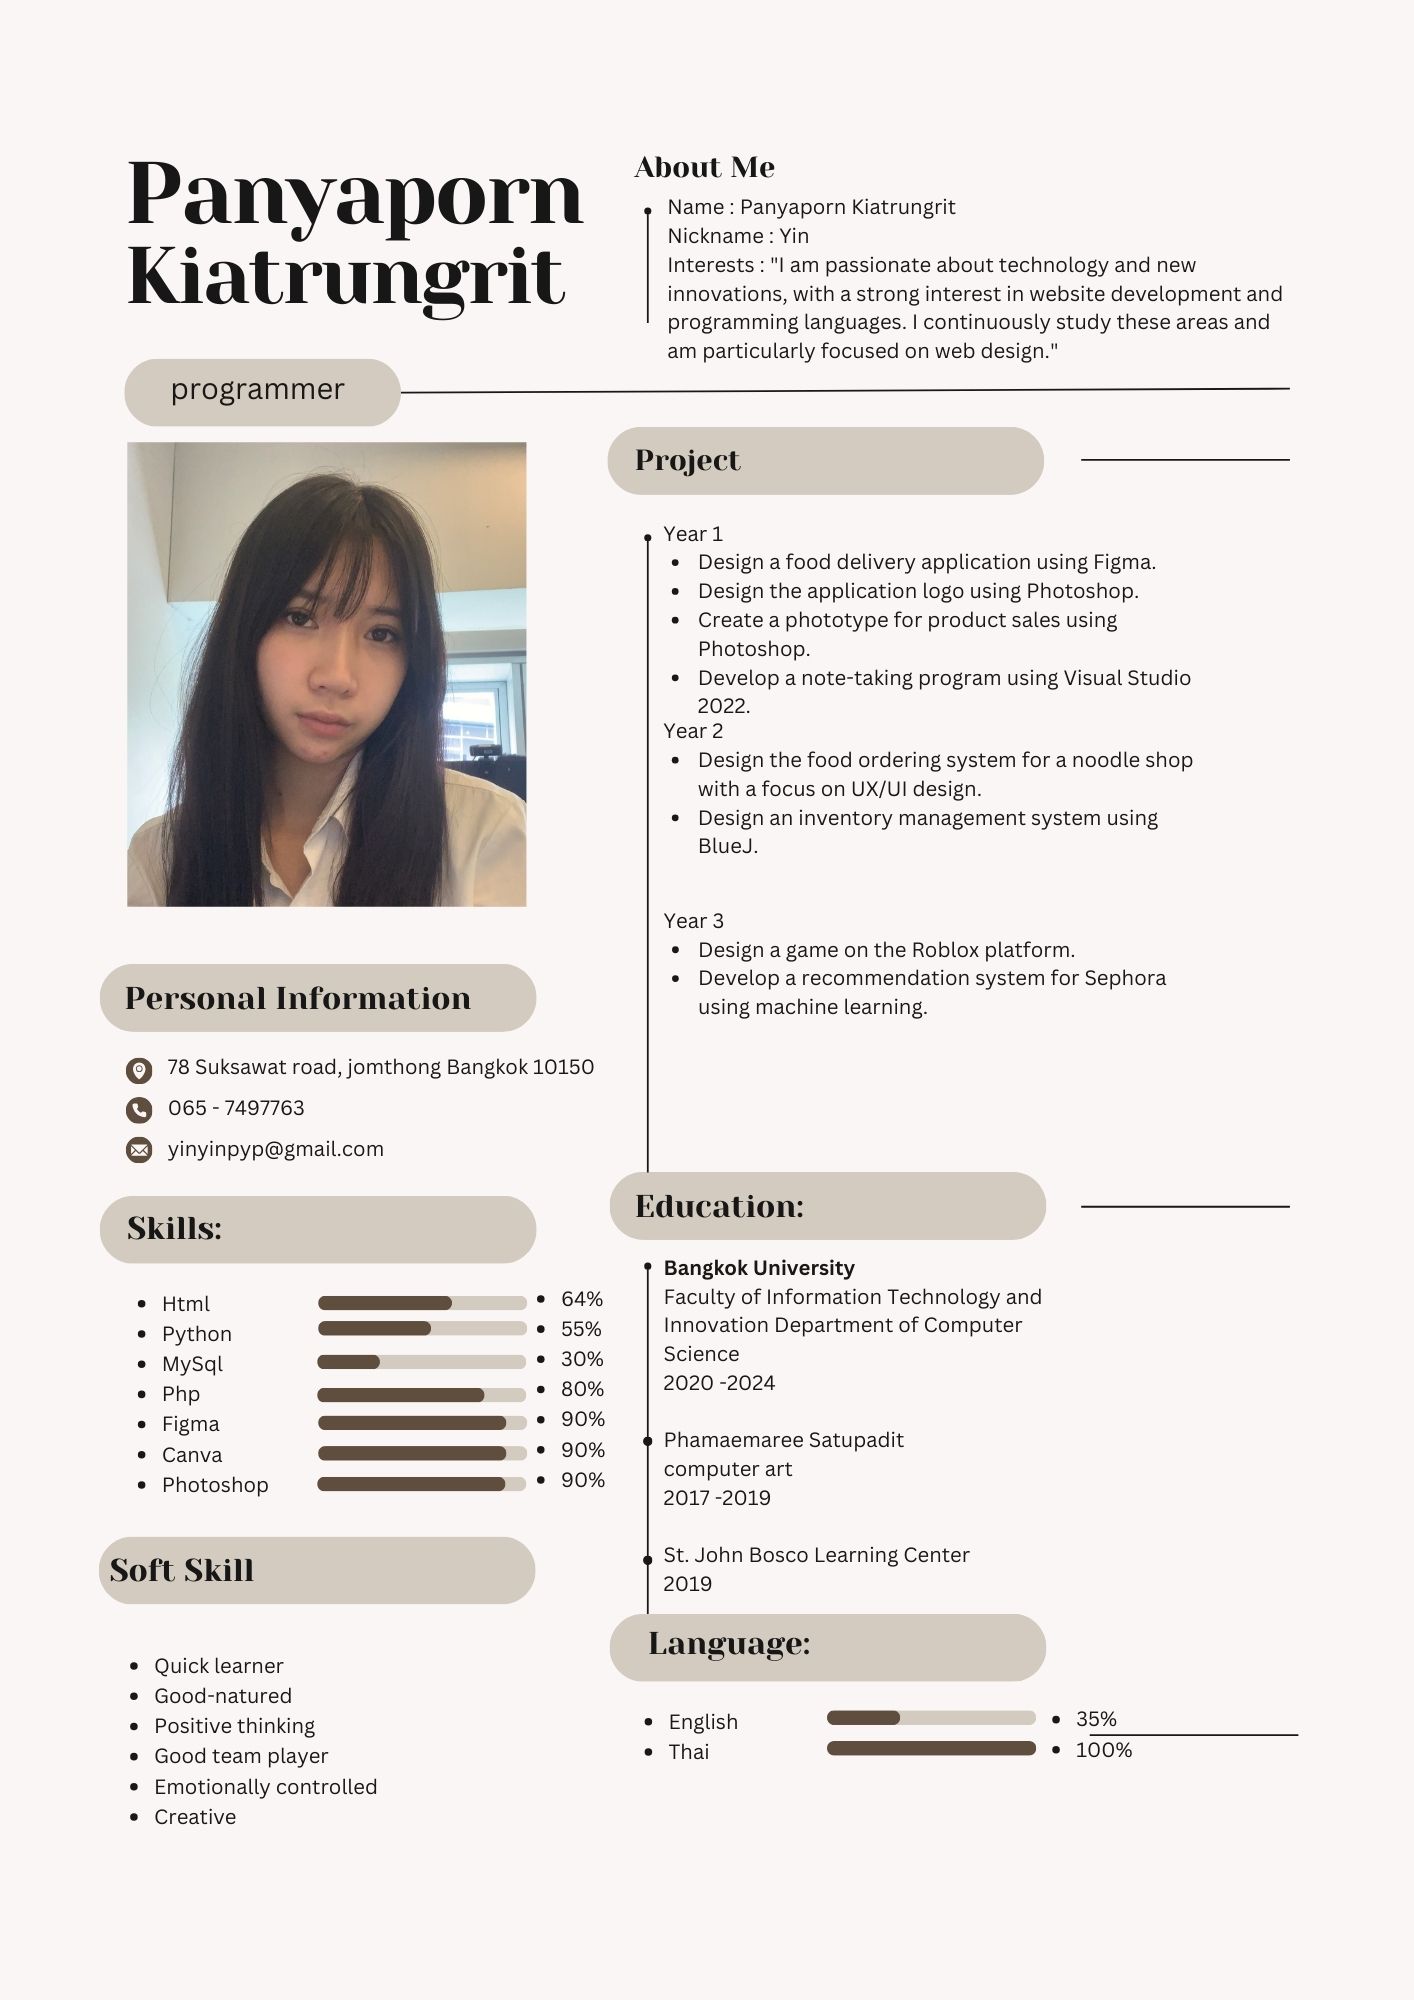 Panyaporn
Kiatrungrit
programmer
About Me
Name : Panyaporn Kiatrungrit
Nickname : Yin
Interests : "I am passionate about technology and new
innovations, with a strong interest in website development and
programming languages. I continuously study these areas and
am particularly focused on web design."
Project
Year 1
• Design a food delivery application using Figma.
• Design the application logo using Photoshop.
• Create a phototype for product sales using
Photoshop.
• Develop a note-taking program using Visual Studio
2022.
Year 2
• Design the food ordering system for a noodle shop
with a focus on UX/UI design.
• Design an inventory management system using
BlueJ.
Year 3
• Design a game on the Roblox platform.
• Develop a recommendation system for Sephora
using machine learning.
Personal Information
78 Suksawat road, jomthong Bangkok 10150
065 - 7497763
yinyinpyp@gmail.com
Skills:
• Html • 64%
• Python • 55%
• MySql • 30%
• Php • 80%
• Figma • 90%
• Canva • 90%
• Photoshop • 90%
Soft Skill
• Quick learner
• Good-natured
• Positive thinking
• Good team player
• Emotionally controlled
• Creative
Education:
Bangkok University
Faculty of Information Technology and
Innovation Department of Computer
Science
2020 -2024
Phamaemaree Satupadit
computer art
2017 -2019
St. John Bosco Learning Center
2019
Language:
• English • 35%
• Thai • 100%